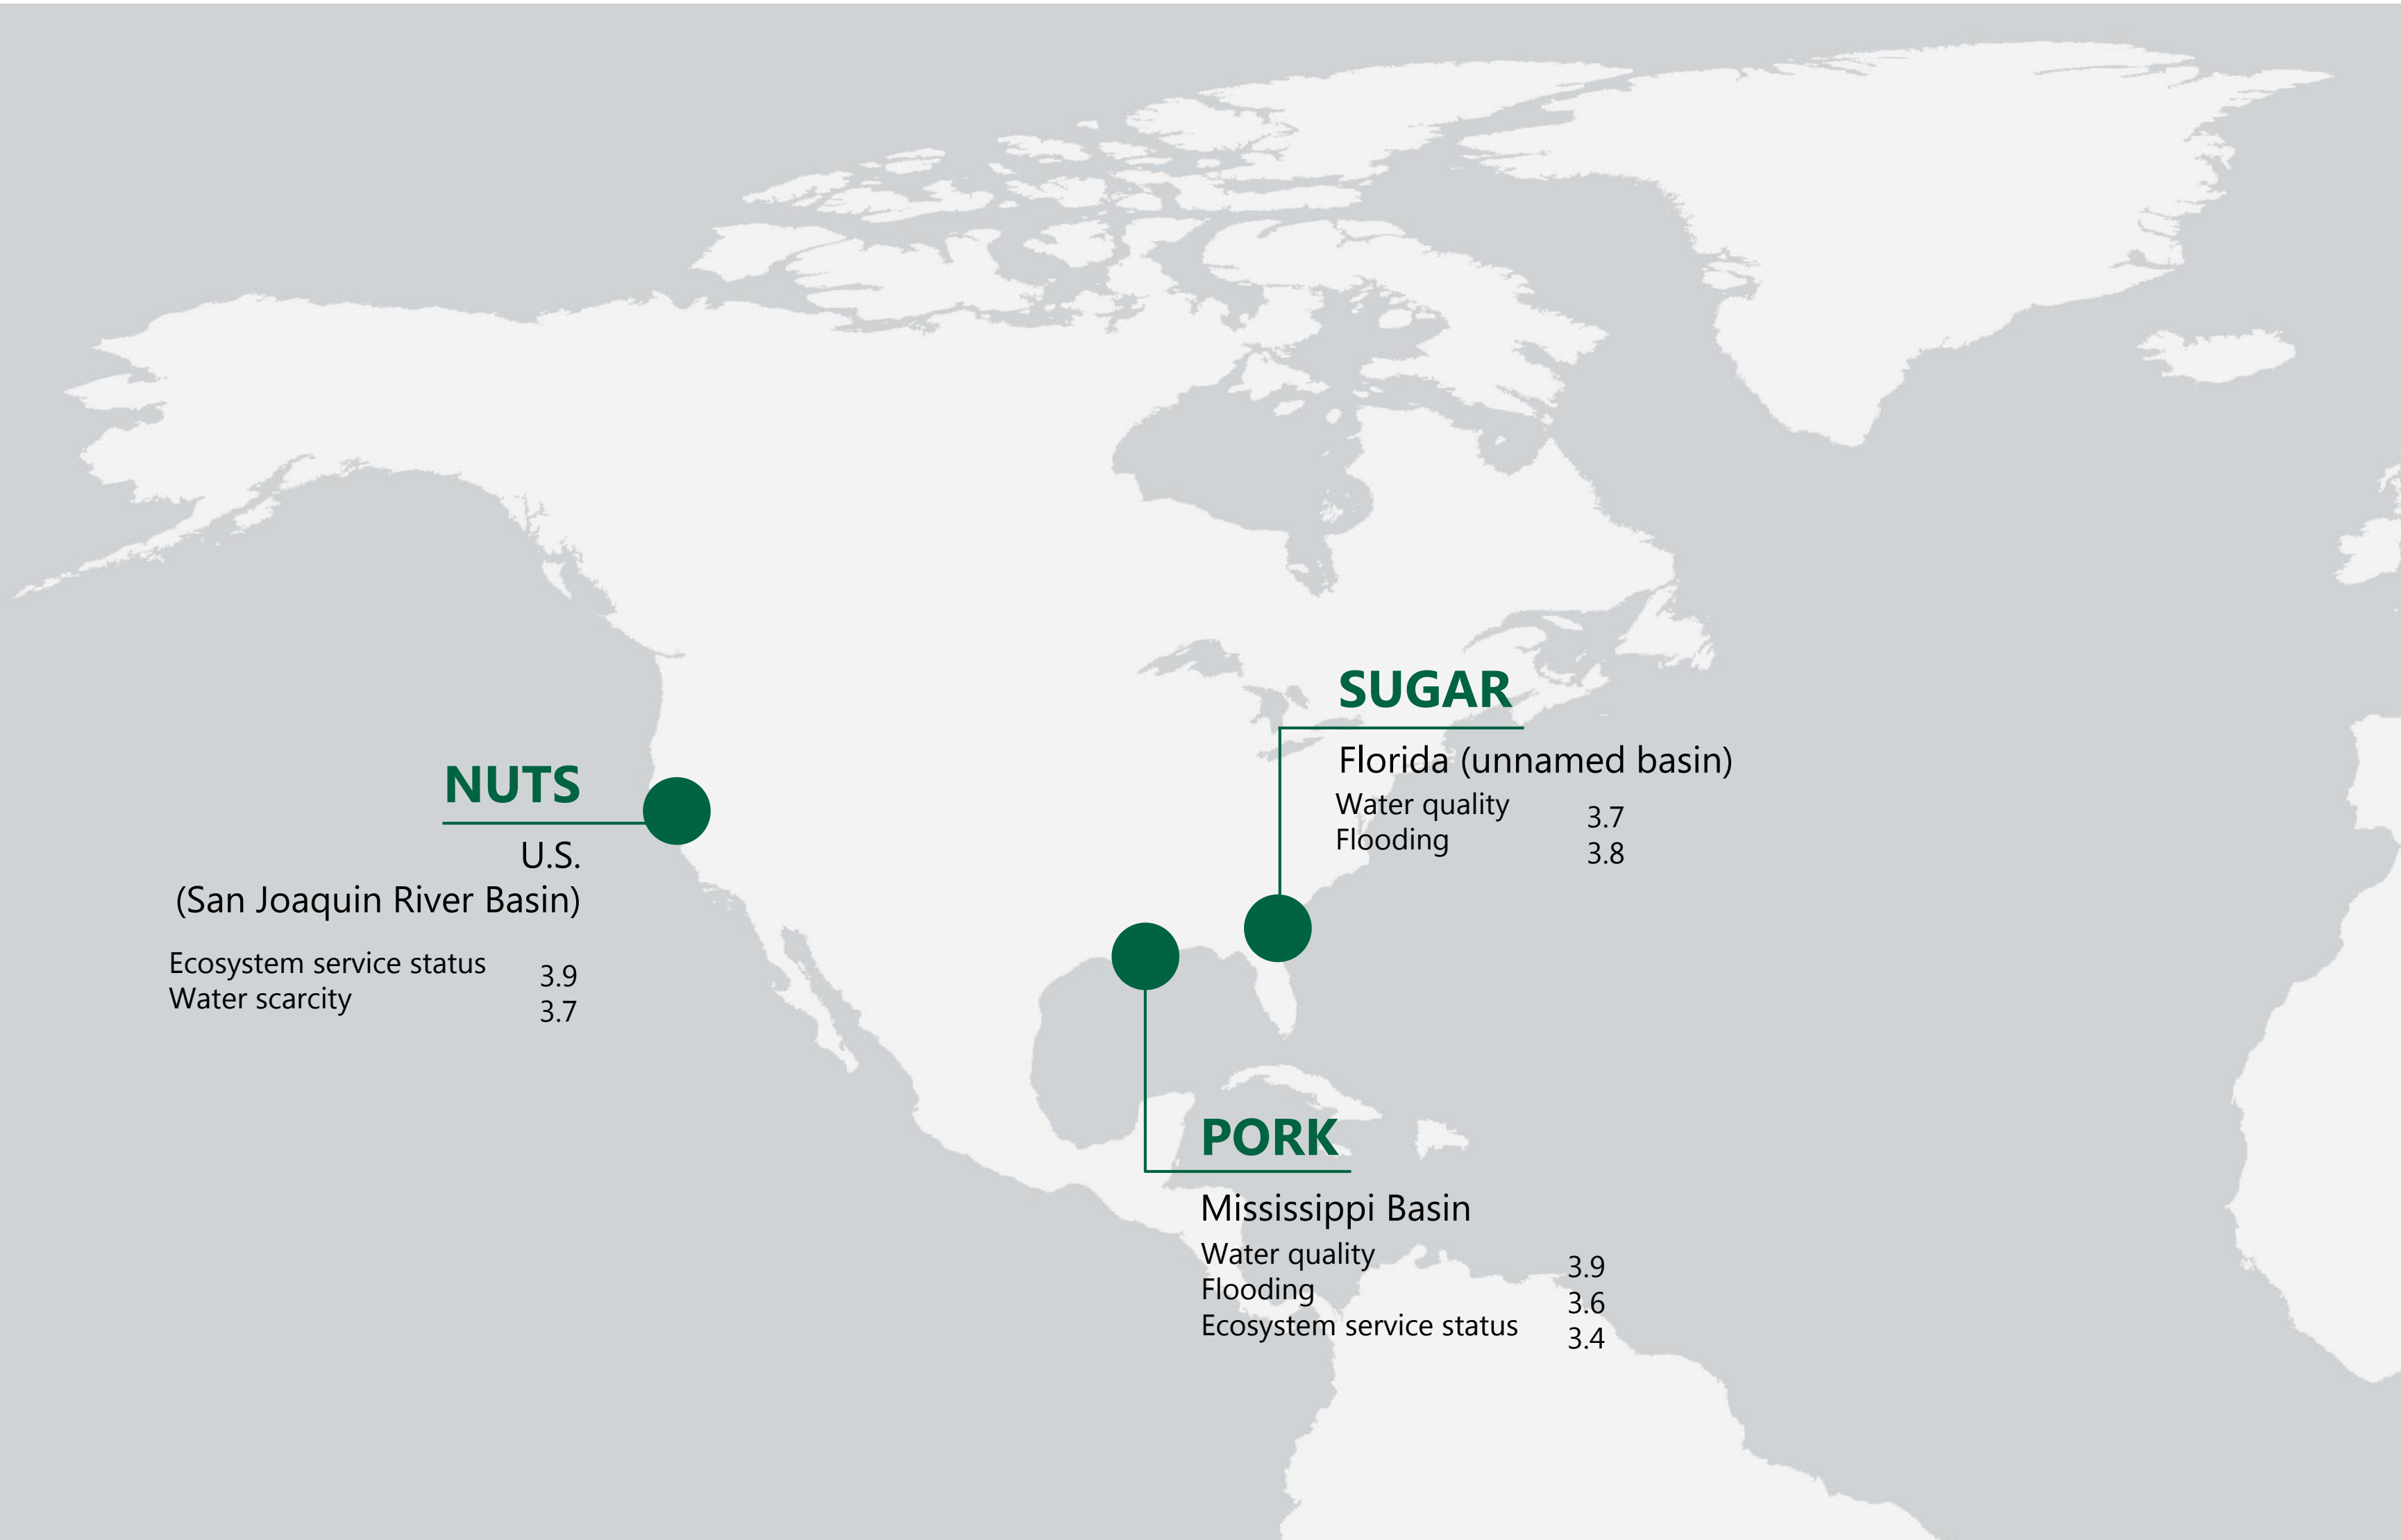 SUGAR
Florida (unnamed basin)
Water quality 3.7
Flooding 3.8
NUTS
U.S.
(San Joaquin River Basin)
Ecosystem service status 3.9
Water scarcity 3.7
PORK
Mississippi Basin
Water quality 3.9
Flooding 3.6
Ecosystem service status 3.4